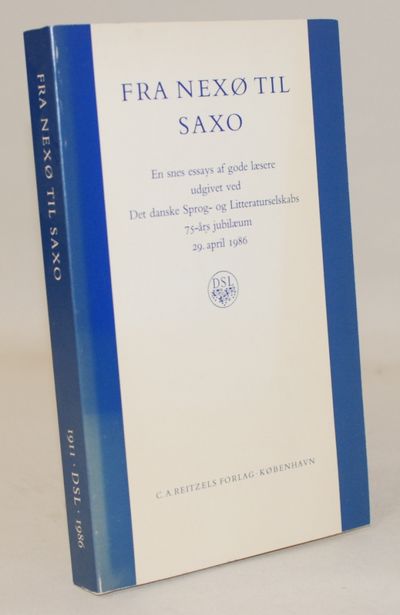 FRA NEXØ TIL
SAXO
En snes essays af gode læsere
udgivet ved
Det danske Sprog- og Litteraturselskabs
75-års jubilæum
29. april 1986
DSL
C. A. REITZELS FORLAG · KØBENHAVN
FRA NEXØ TIL SAXO
1911 · DSL · 1986